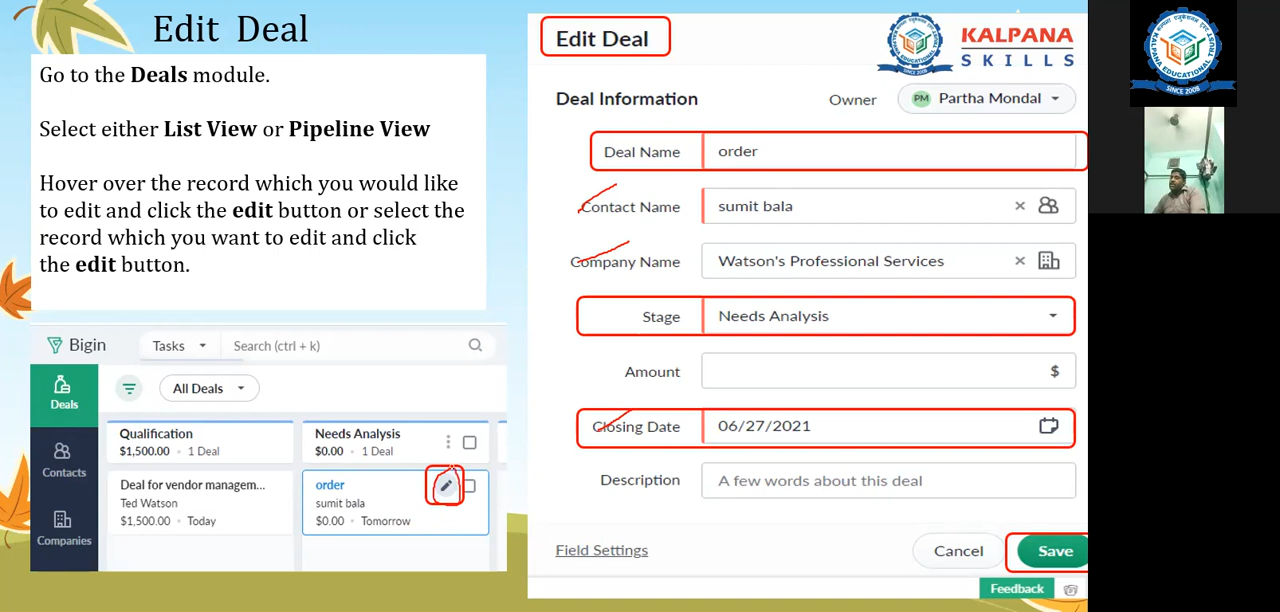 Edit Deal
Go to the Deals module.
Select either List View or Pipeline View
Hover over the record which you would like
to edit and click the edit button or select the
record which you want to edit and click
the edit button.
Bigin
Tasks
Search (ctrl + k)
Deals
All Deals
Contacts
Companies
Qualification
$1,500.00 • 1 Deal
Needs Analysis
$0.00 • 1 Deal
Deal for vendor managem...
Ted Watson
$1,500.00 • Today
order
sumit bala
$0.00 • Tomorrow
Edit Deal
KALPANA
SKILLS
SINCE 2008
Deal Information
Owner
PM Partha Mondal
Deal Name order
Contact Name sumit bala
Company Name Watson's Professional Services
Stage Needs Analysis
Amount $
Closing Date 06/27/2021
Description A few words about this deal
Field Settings
Cancel
Save
Feedback
KALPANA EDUCATIONAL TRUST
SINCE 2008